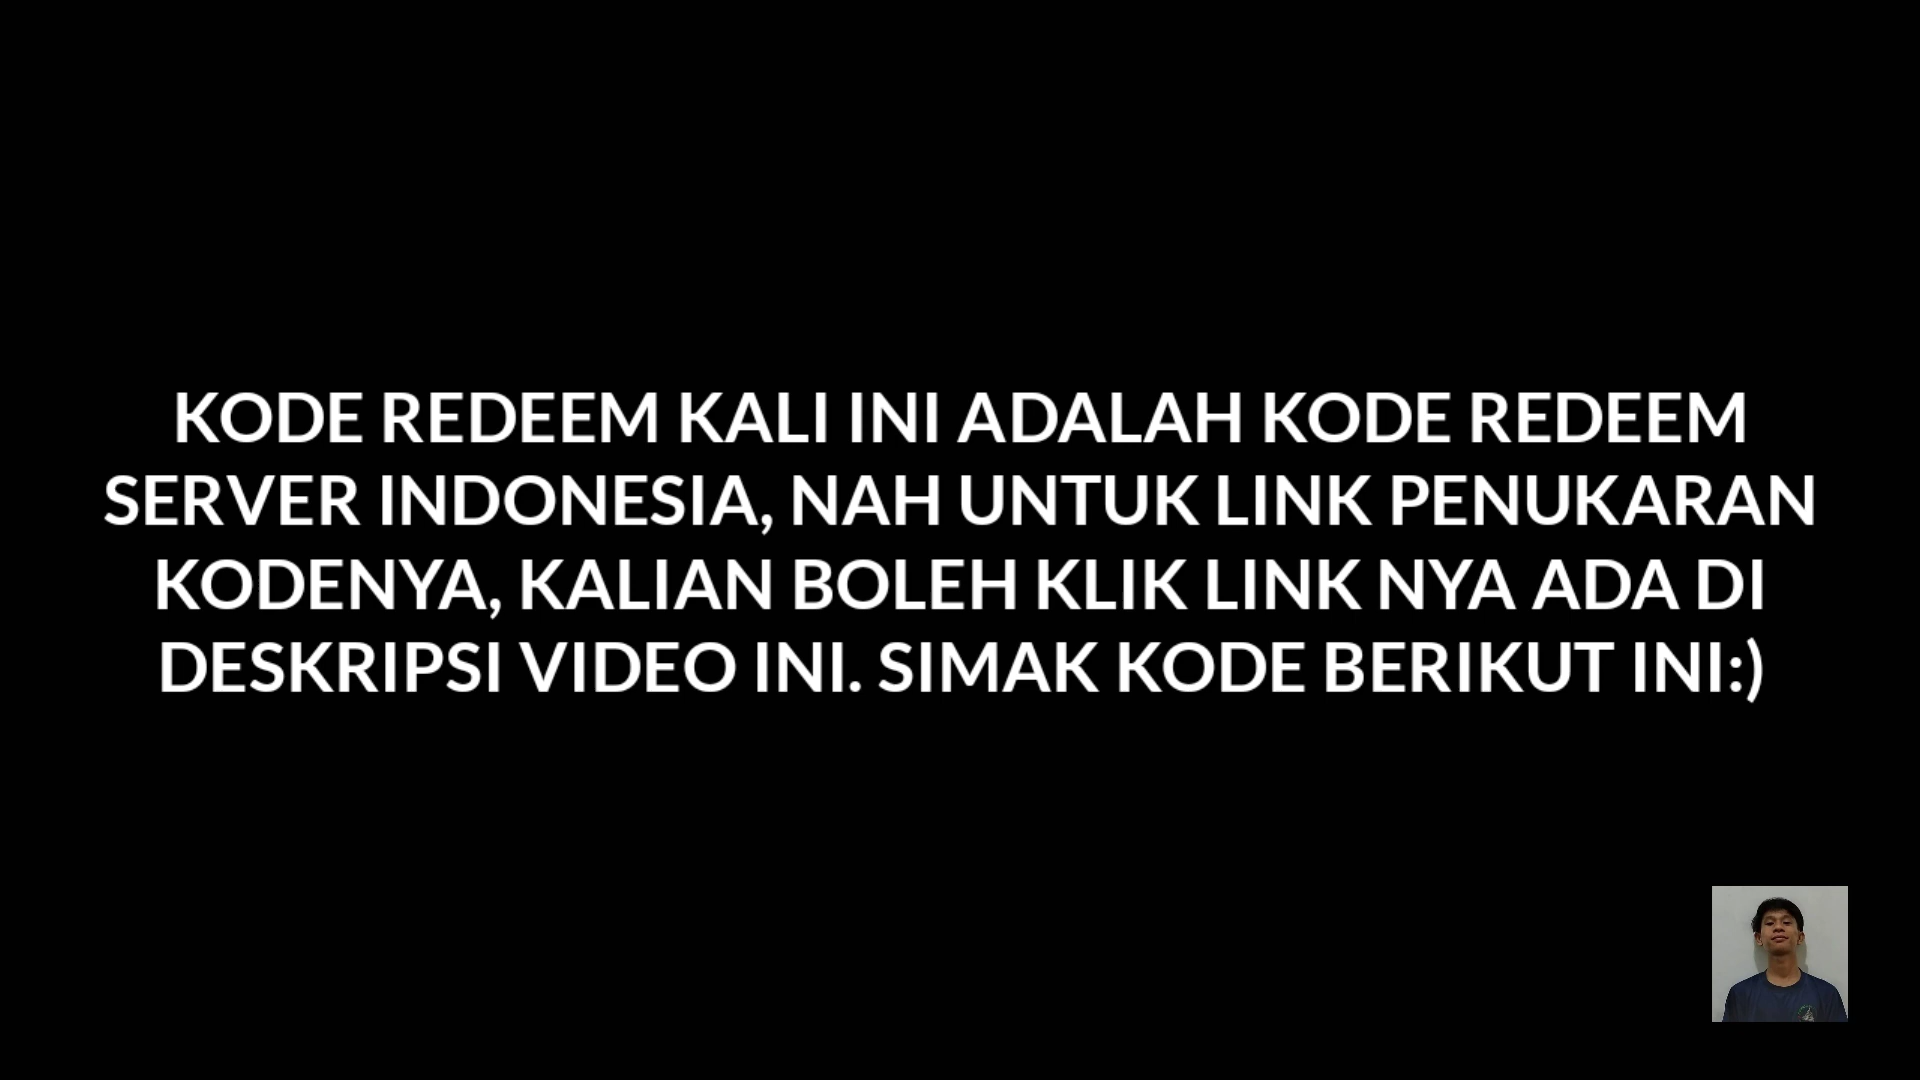 KODE REDEEM KALI INI ADALAH KODE REDEEM
SERVER INDONESIA, NAH UNTUK LINK PENUKARAN
KODENYA, KALIAN BOLEH KLIK LINK NYA ADA DI
DESKRIPSI VIDEO INI. SIMAK KODE BERIKUT INI:)